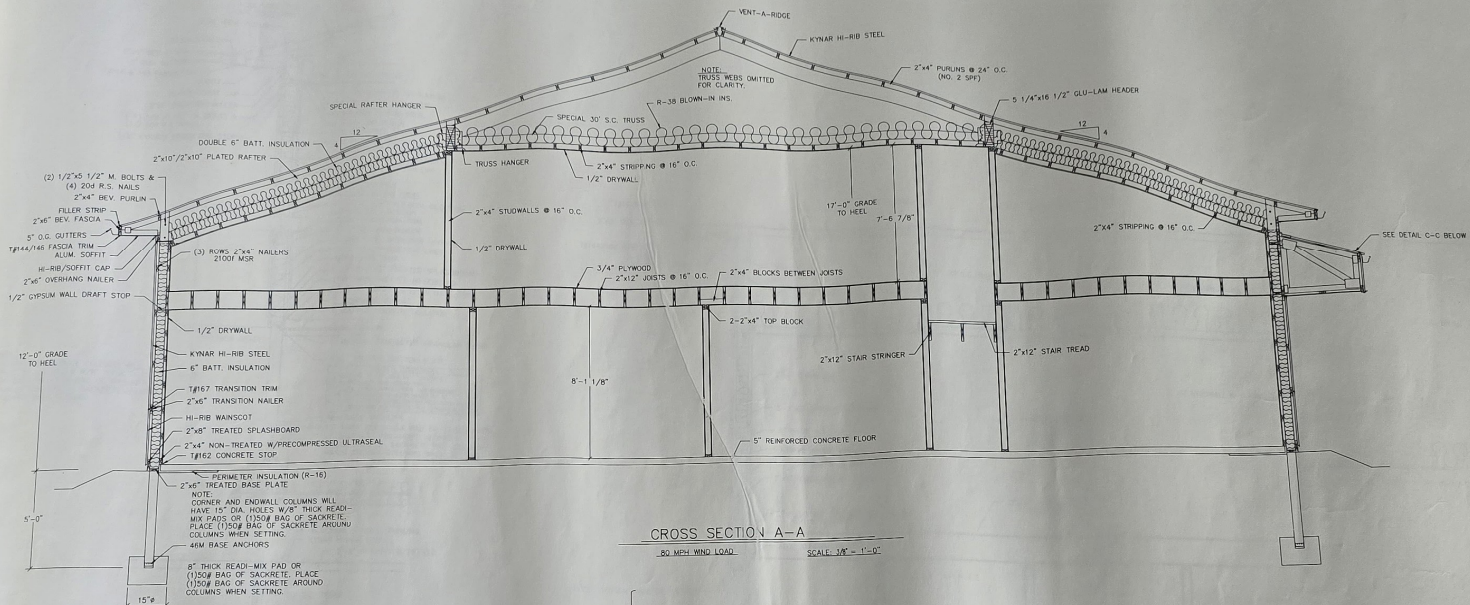 VENT-A-RIDGE
KYNAR HI-RIB STEEL
NOTE:
TRUSS WEBS OMITTED
FOR CLARITY.
2"x4" PURLINS @ 24" O.C.
(NO. 2 SPF)
SPECIAL RAFTER HANGER
R-38 BLOWN-IN INS.
5 1/4"x16 1/2" GLU-LAM HEADER
12
4
SPECIAL 30' S.C. TRUSS
12
4
DOUBLE 6" BATT. INSULATION
2"x10"/2"x10" PLATED RAFTER
TRUSS HANGER
2"x4" STRIPPING @ 16" O.C.
1/2" DRYWALL
(2) 1/2"x5 1/2" M. BOLTS &
(4) 20d R.S. NAILS
2"x4" BEV. PURLIN
FILLER STRIP
2"x6" BEV. FASCIA
5" O.G. GUTTERS
T#144/146 FASCIA TRIM
ALUM. SOFFIT
HI-RIB/SOFFIT CAP
2"x6" OVERHANG NAILER
1/2" GYPSUM WALL DRAFT STOP
2"x4" STUDWALLS @ 16" O.C.
1/2" DRYWALL
17'-0" GRADE
TO HEEL
7'-6 7/8"
2"X4" STRIPPING @ 16" O.C.
SEE DETAIL C-C BELOW
(3) ROWS 2"x4" NAILERS
2100f MSR
3/4" PLYWOOD
2"x12" JOISTS @ 16" O.C.
2"x4" BLOCKS BETWEEN JOISTS
1/2" DRYWALL
2-2"x4" TOP BLOCK
12'-0" GRADE
TO HEEL
KYNAR HI-RIB STEEL
6" BATT. INSULATION
2"x12" STAIR STRINGER
2"x12" STAIR TREAD
8'-1 1/8"
T#167 TRANSITION TRIM
2"x6" TRANSITION NAILER
HI-RIB WAINSCOT
2"x8" TREATED SPLASHBOARD
2"x4" NON-TREATED W/PRECOMPRESSED ULTRASEAL
T#162 CONCRETE STOP
5" REINFORCED CONCRETE FLOOR
PERIMETER INSULATION (R-16)
2"x6" TREATED BASE PLATE
NOTE:
CORNER AND ENDWALL COLUMNS WILL
HAVE 15" DIA. HOLES W/8" THICK READI-
MIX PADS OR (1)50# BAG OF SACKRETE.
PLACE (1)50# BAG OF SACKRETE AROUND
COLUMNS WHEN SETTING.
5'-0"
46M BASE ANCHORS
8" THICK READI-MIX PAD OR
(1)50# BAG OF SACKRETE. PLACE
(1)50# BAG OF SACKRETE AROUND
COLUMNS WHEN SETTING.
15"ø
CROSS SECTION A-A
80 MPH WIND LOAD
SCALE: 3/8" = 1'-0"